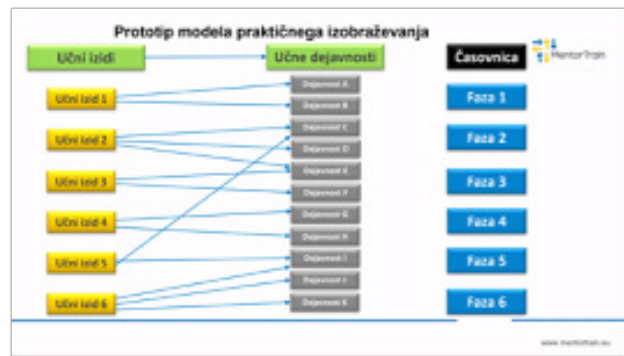 Prototip modela praktičnega izobraževanja
Učni izidi
Učne dejavnosti
Časovnica
MentorTrain
Učni izid 1
Učni izid 2
Učni izid 3
Učni izid 4
Učni izid 5
Učni izid 6
Dejavnost A
Dejavnost B
Dejavnost C
Dejavnost D
Dejavnost E
Dejavnost F
Dejavnost G
Dejavnost H
Dejavnost I
Dejavnost J
Dejavnost K
Faza 1
Faza 2
Faza 3
Faza 4
Faza 5
Faza 6
www.mentortrain.eu